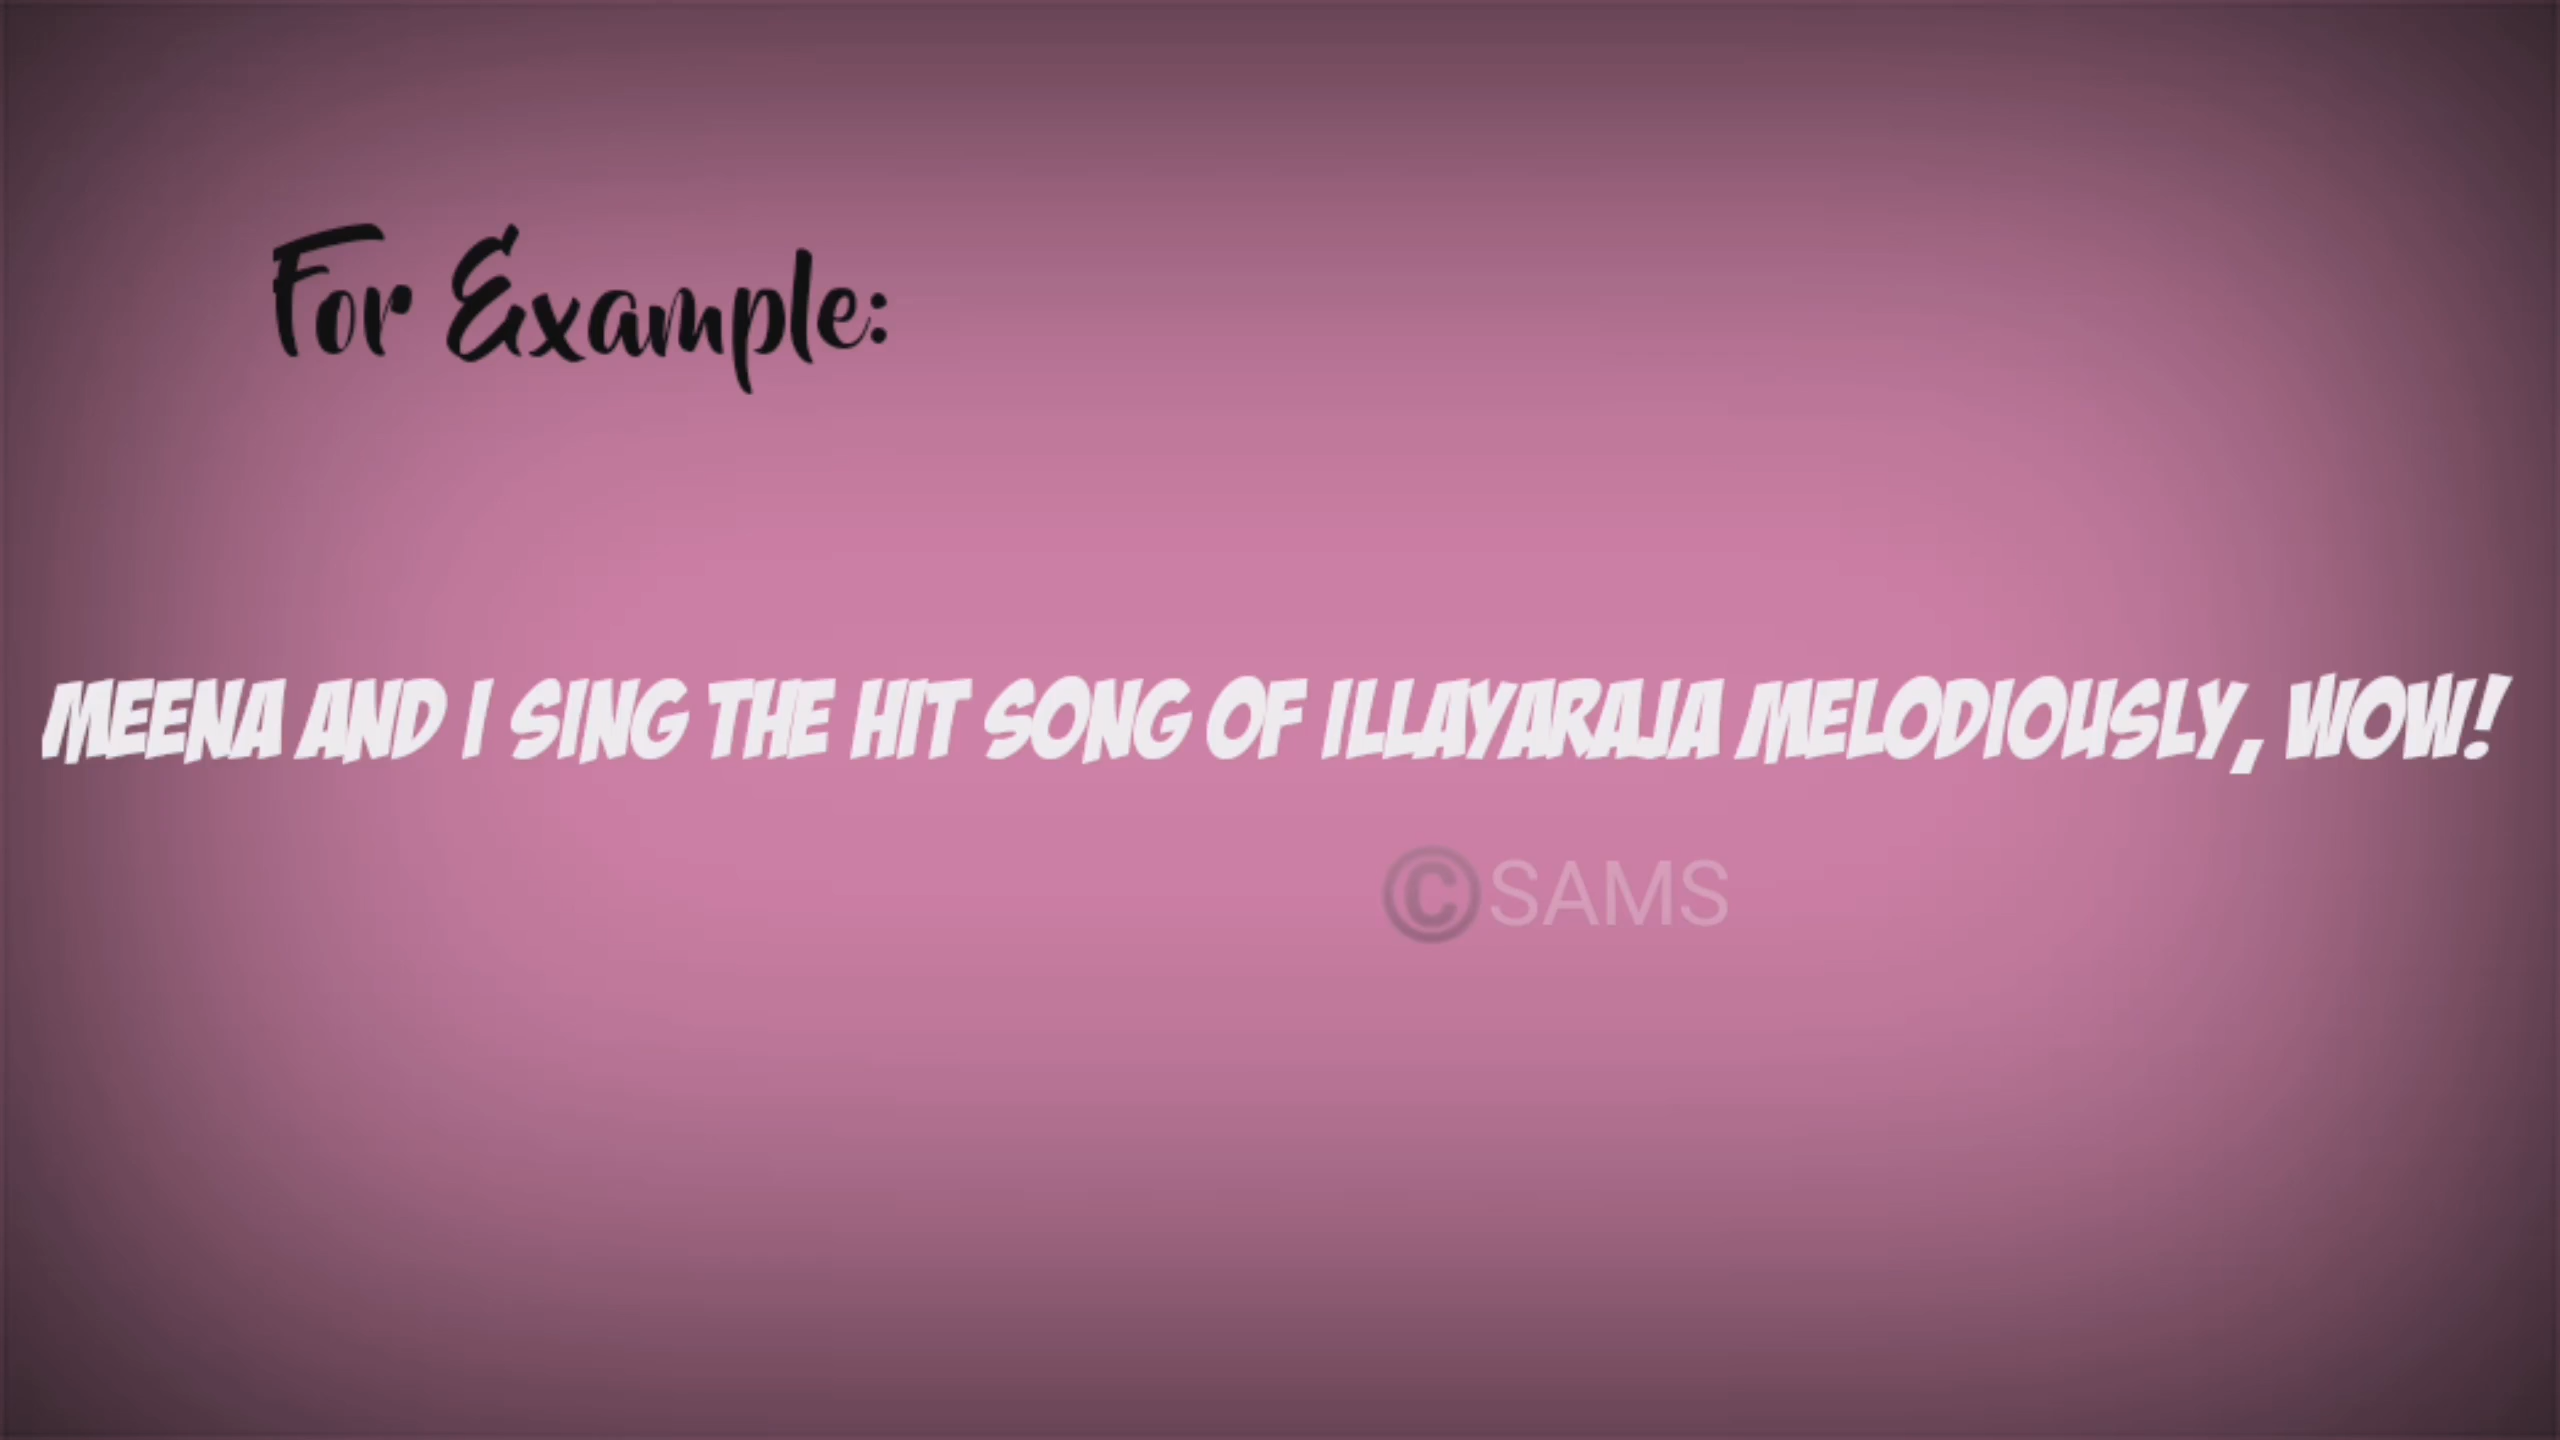 For Example:
MEENA AND I SING THE HIT SONG OF ILLAYARAJA MELODIOUSLY, WOW!
©SAMS